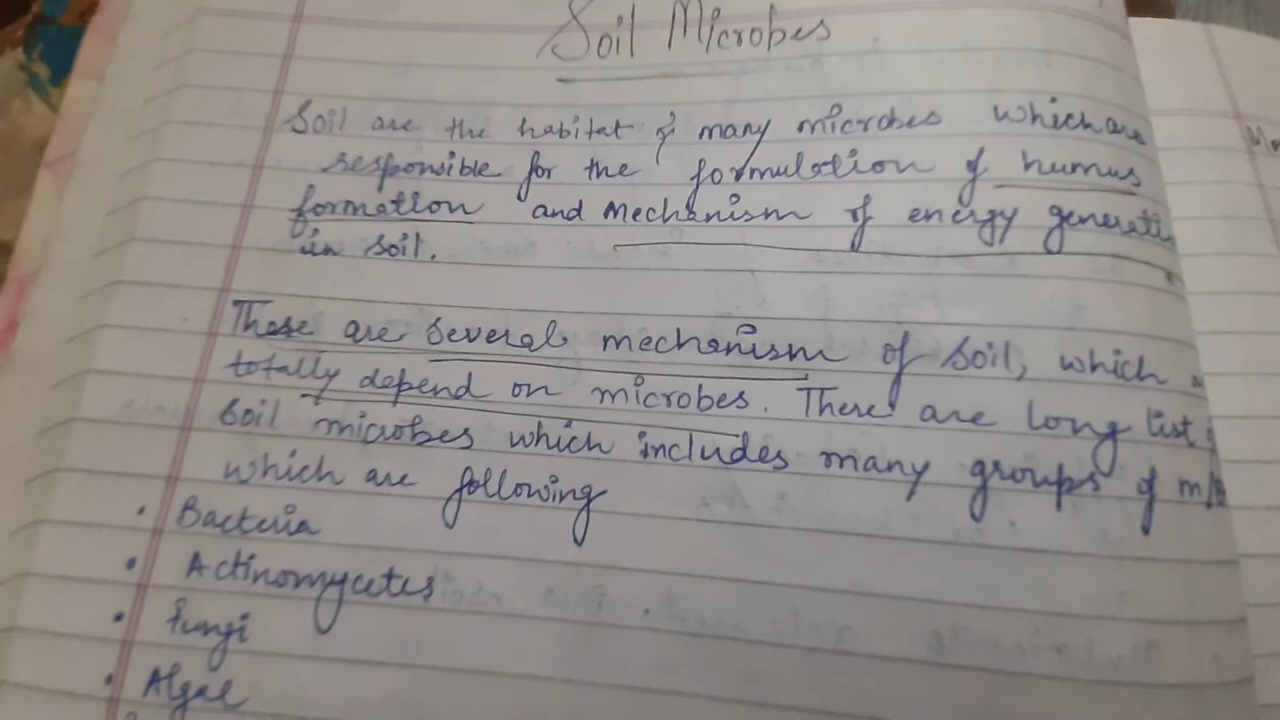 Soil Microbes
Soil are the habitat of many microbes which are
responsible for the formulation of humus
formation and mechanism of energy generati
in soil.
These are several mechanism of soil, which
totally depend on microbes. There are long list
soil microbes which includes many groups of m/o
which are following
• Bacteria
• Actinomycetes
• fungi
• Algae